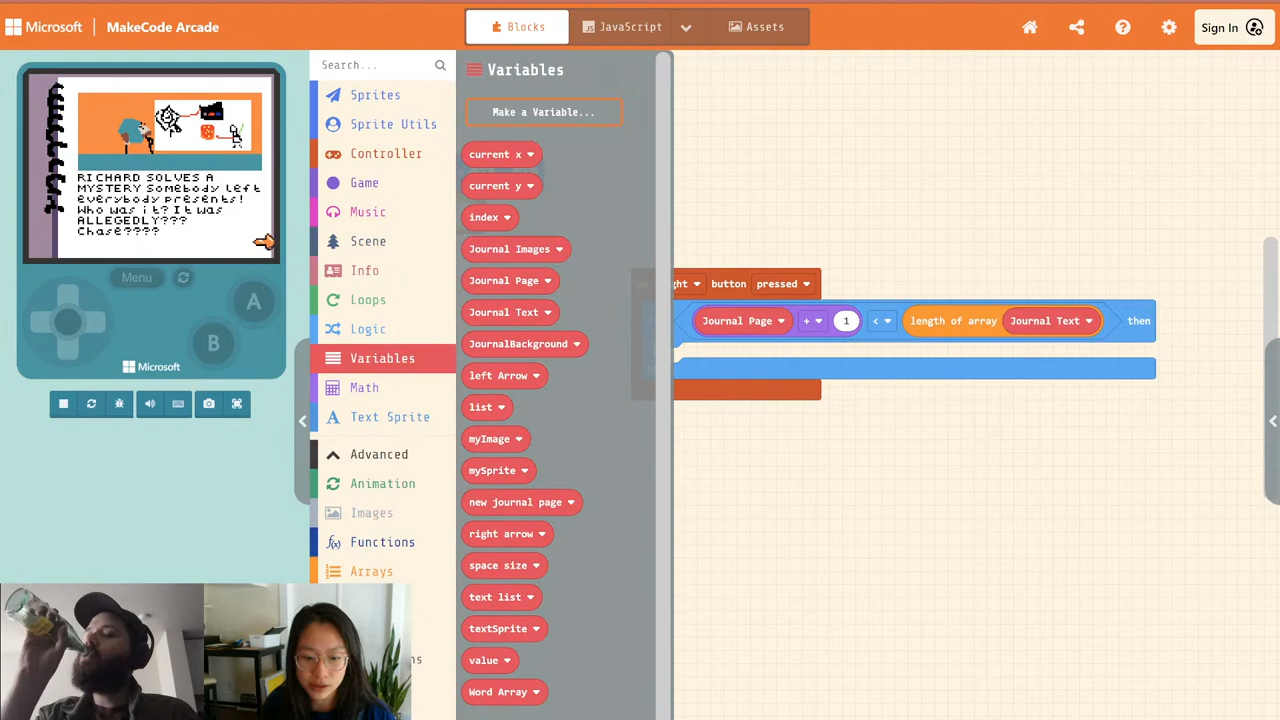 Microsoft | MakeCode Arcade
Blocks
JavaScript
Assets
Sign In
RICHARD SOLVES A
MYSTERY Somebody left
everybody presents!
Who was it? It was
ALLEGEDLY???
Chase????
Menu
A
B
Microsoft
Search...
Sprites
Sprite Utils
Controller
Game
Music
Scene
Info
Loops
Logic
Variables
Math
Text Sprite
Advanced
Animation
Images
Functions
Arrays
Variables
Make a Variable...
current x
current y
index
Journal Images
Journal Page
Journal Text
JournalBackground
left Arrow
list
myImage
mySprite
new journal page
right arrow
space size
text list
textSprite
value
Word Array
on ght button pressed
Journal Page + 1 < length of array Journal Text then